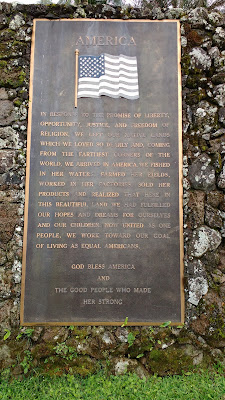 AMERICA
IN RESPONSE TO THE PROMISE OF LIBERTY,
OPPORTUNITY, JUSTICE, AND FREEDOM OF
RELIGION, WE LEFT OUR NATIVE LANDS
WHICH WE LOVED SO DEARLY AND, COMING
FROM THE FARTHEST CORNERS OF THE
WORLD, WE ARRIVED IN AMERICA. WE FISHED
IN HER WATERS, FARMED HER FIELDS,
WORKED IN HER FACTORIES, SOLD HER
PRODUCTS AND REALIZED THAT HERE IN
THIS BEAUTIFUL LAND WE HAD FULFILLED
OUR HOPES AND DREAMS FOR OURSELVES
AND OUR CHILDREN. NOW UNITED AS ONE
PEOPLE, WE WORK TOWARD OUR GOAL
OF LIVING AS EQUAL AMERICANS.
GOD BLESS AMERICA
AND
THE GOOD PEOPLE WHO MADE
HER STRONG